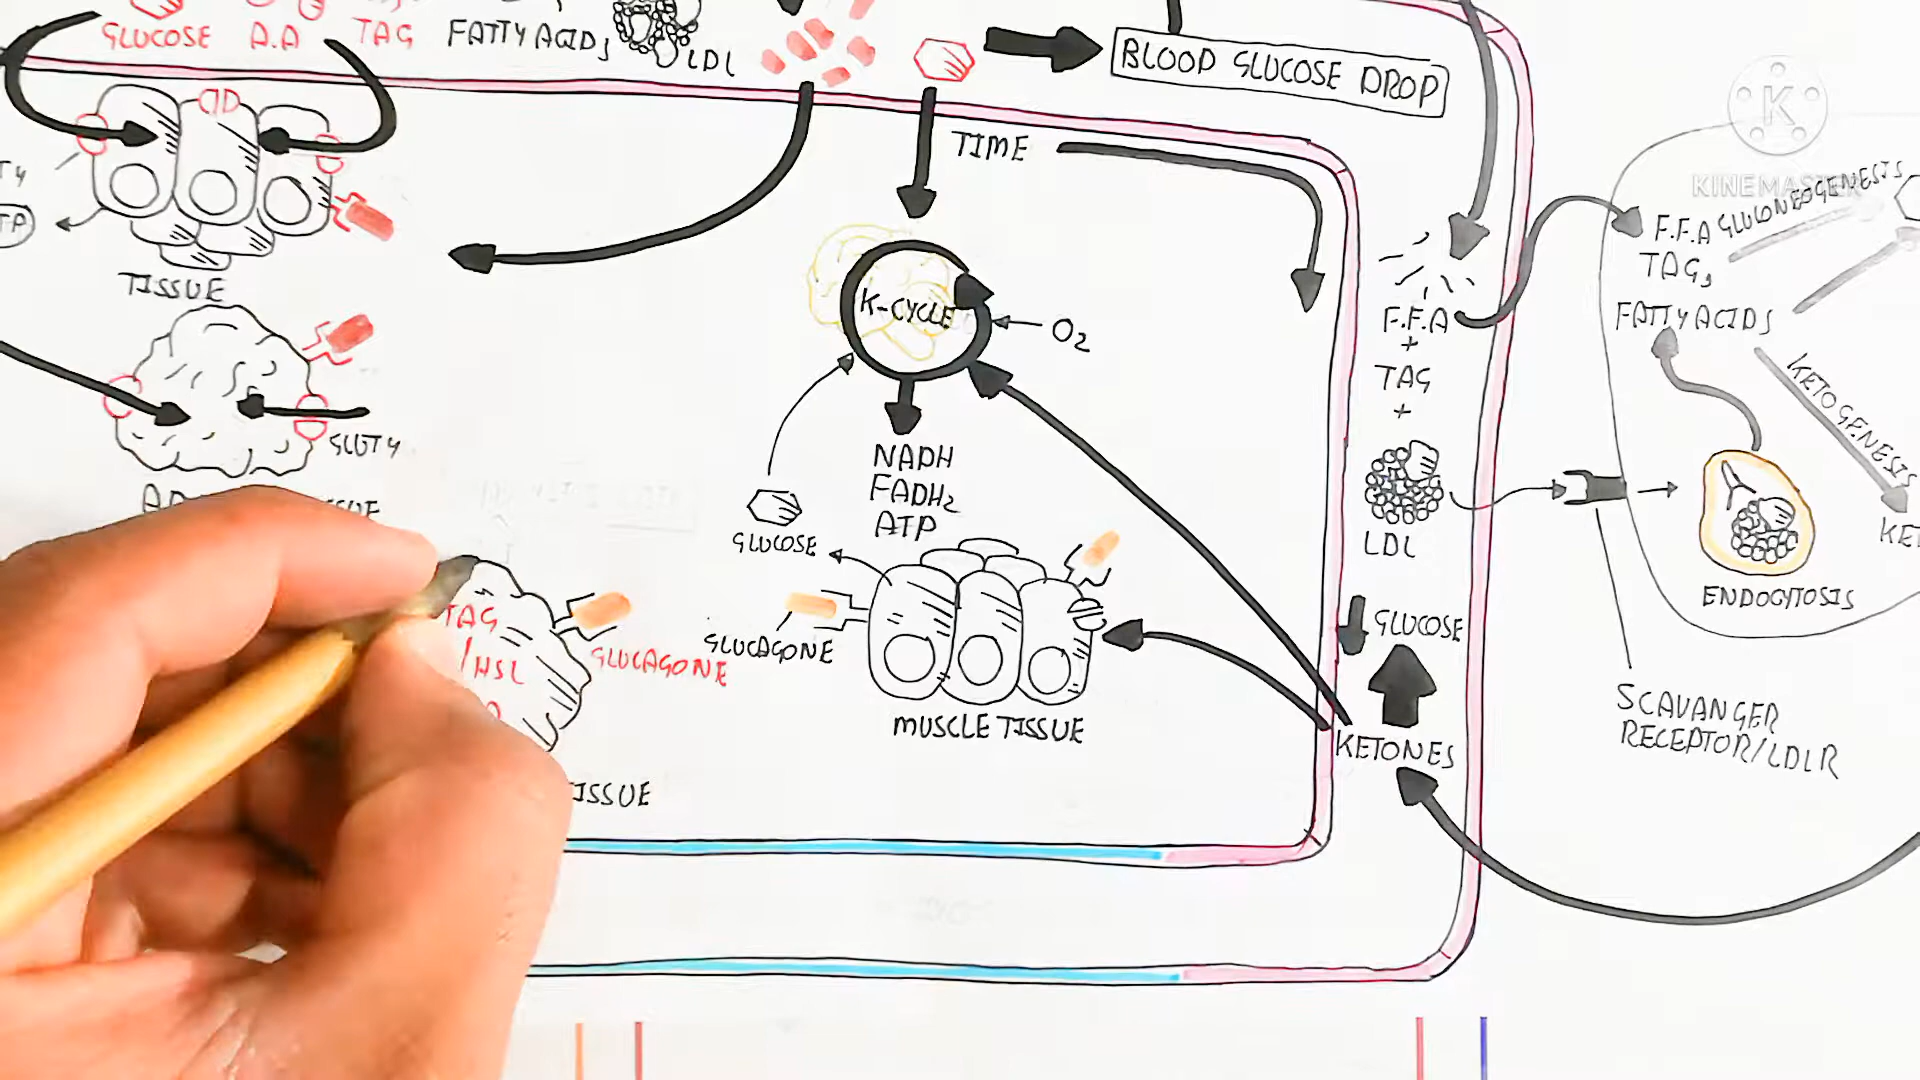 GLUCOSE A.A TAG FATTY ACIDS LDL
BLOOD GLUCOSE DROP
TIME
TISSUE
K-CYCLE
O2
NADH
FADH2
ATP
GLUCOSE
GLUT4
GLUCAGONE
GLUCAGONE
TAG
HSL
MUSCLE TISSUE
TISSUE
F.F.A
+
TAG
+
LDL
GLUCOSE
KETONES
F.F.A
TAGs
FATTY ACIDS
GLUCONEOGENESIS
KETOGENESIS
ENDOCYTOSIS
SCAVANGER
RECEPTOR/LDLR
K
KINEMASTER